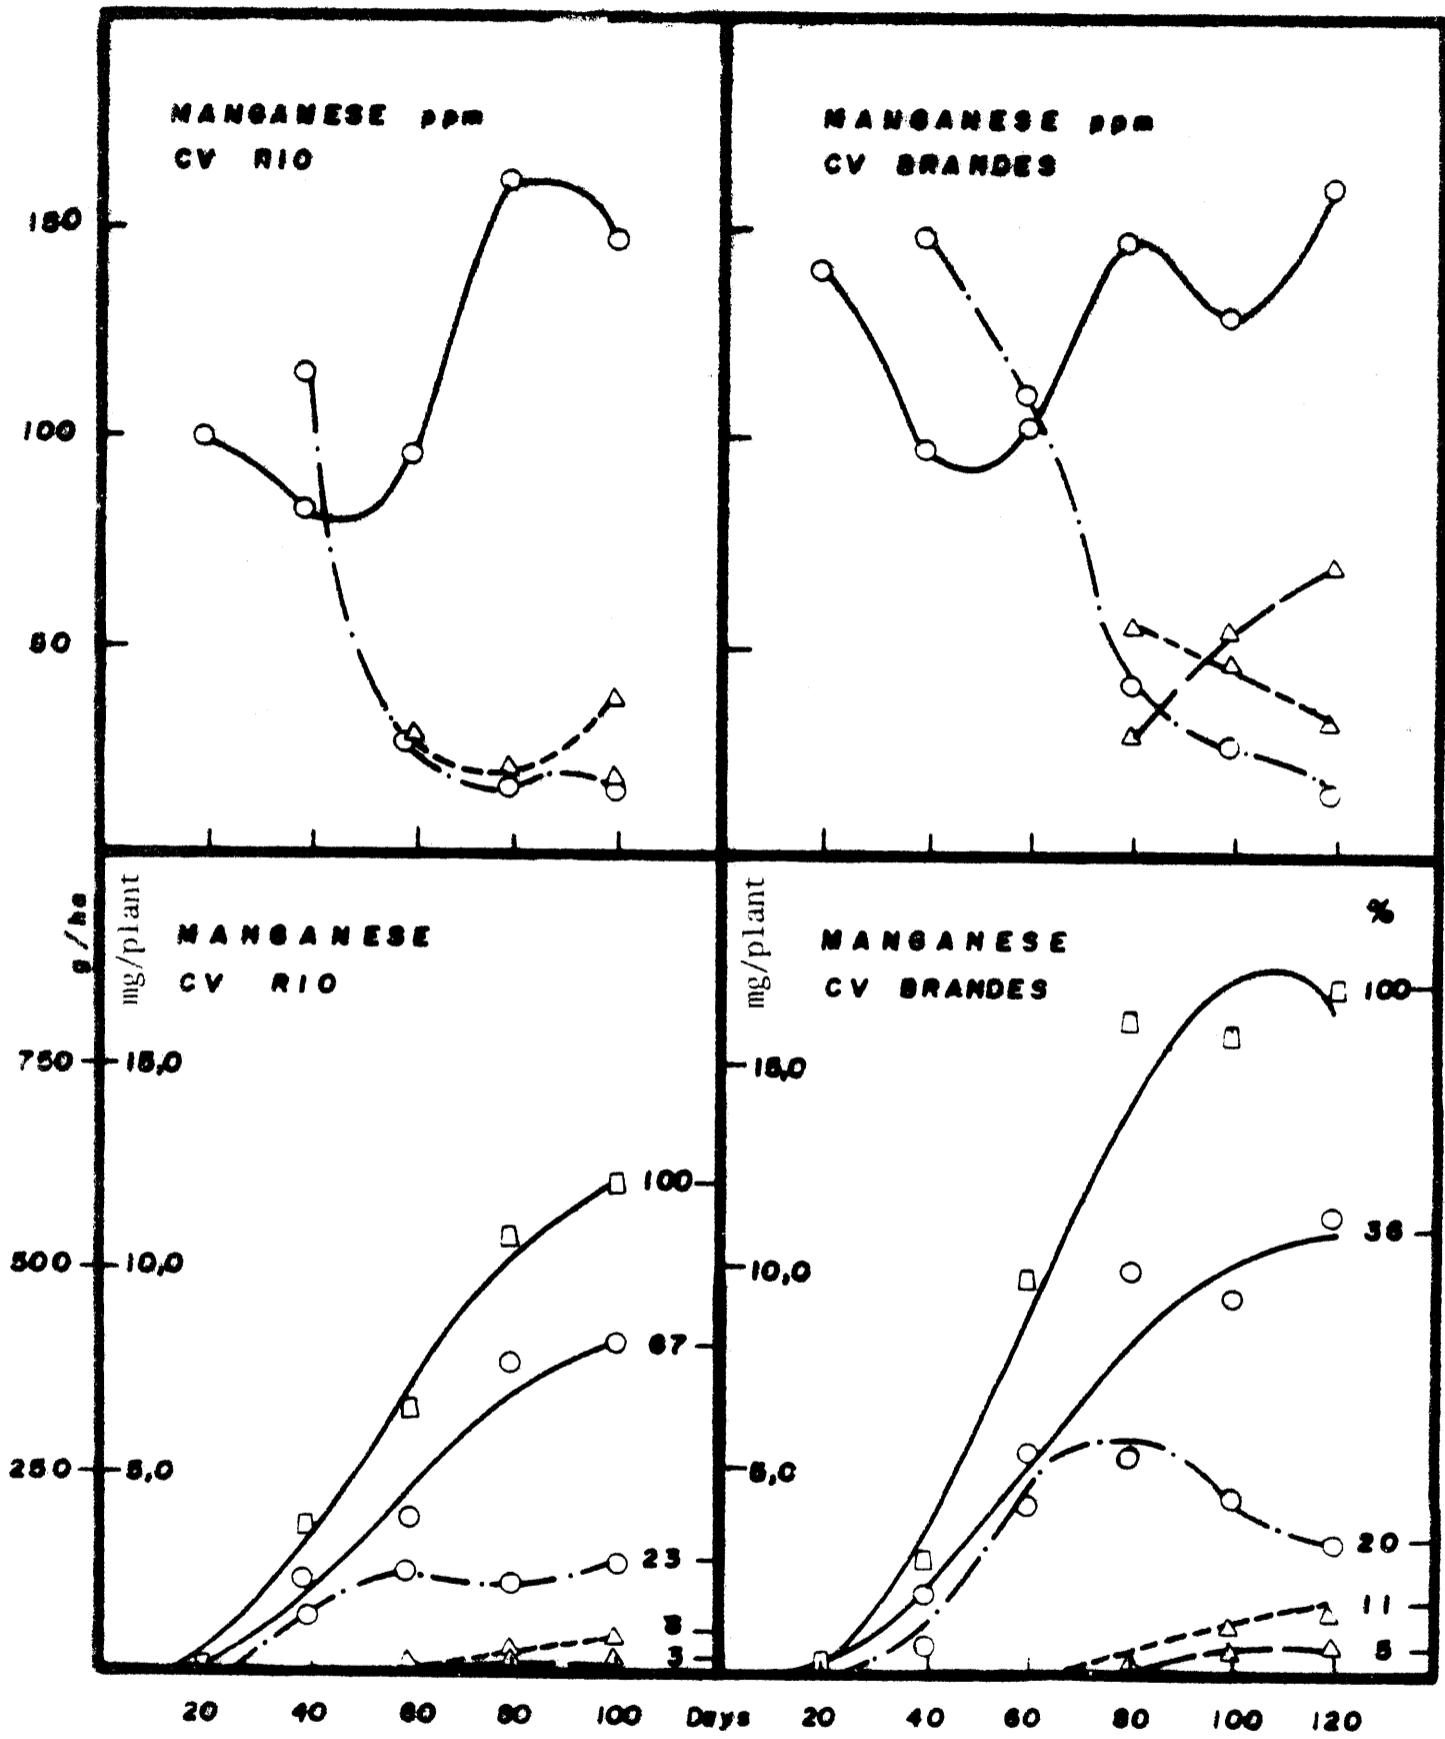 MANGANESE ppm
CV RIO
150
100
50
MANGANESE ppm
CV BRANDES
g/ha
mg/plant
MANGANESE
CV RIO
750
15,0
500
10,0
250
5,0
100
67
23
8
3
mg/plant
MANGANESE
CV BRANDES
%
15,0
10,0
5,0
100
36
20
11
5
20 40 60 80 100 Days 20 40 60 80 100 120